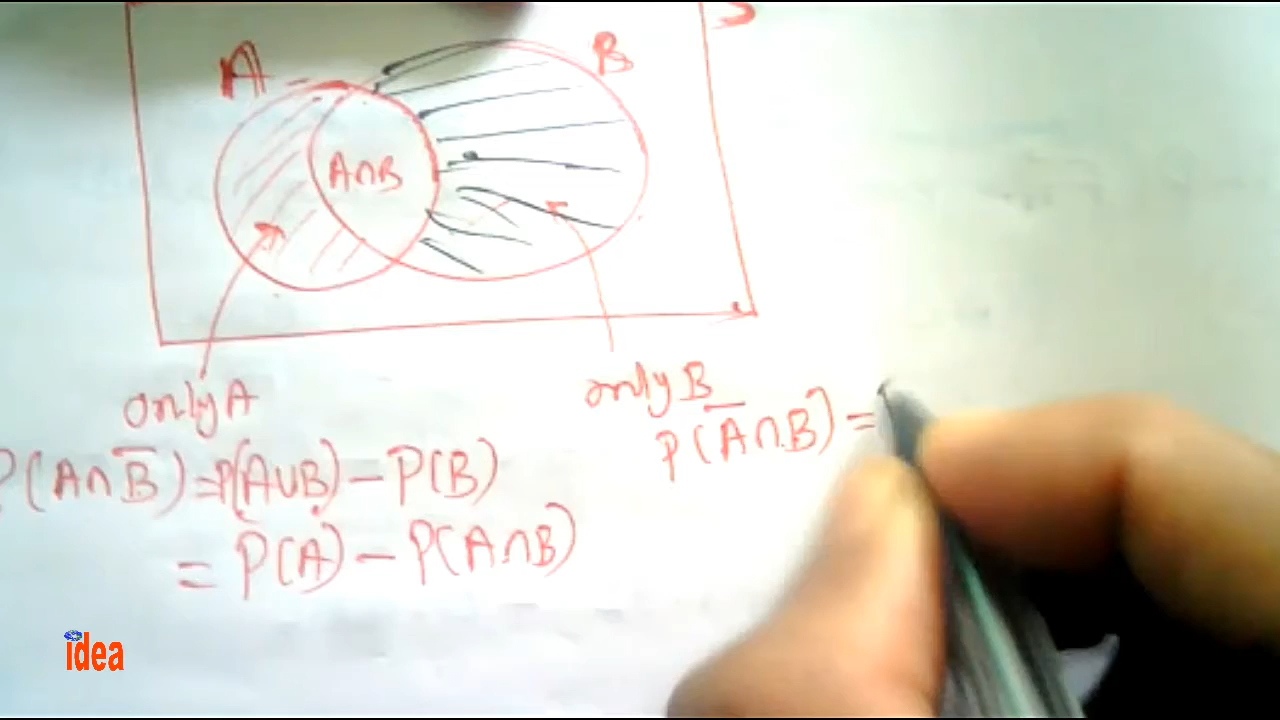 S
A
B
A∩B
only A
only B
P(A∩B̅) = P(A∪B) − P(B)
= P(A) − P(A∩B)
P(A̅∩B) =
idea